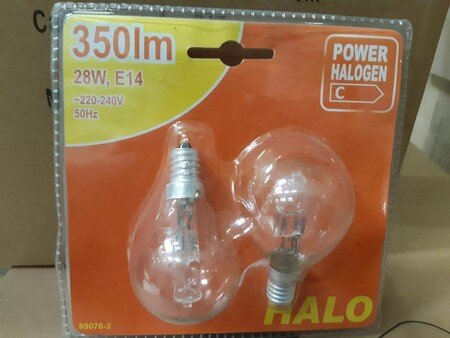 350lm
28W, E14
~220-240V
50Hz
POWER
HALOGEN
C
HALO
89076-2